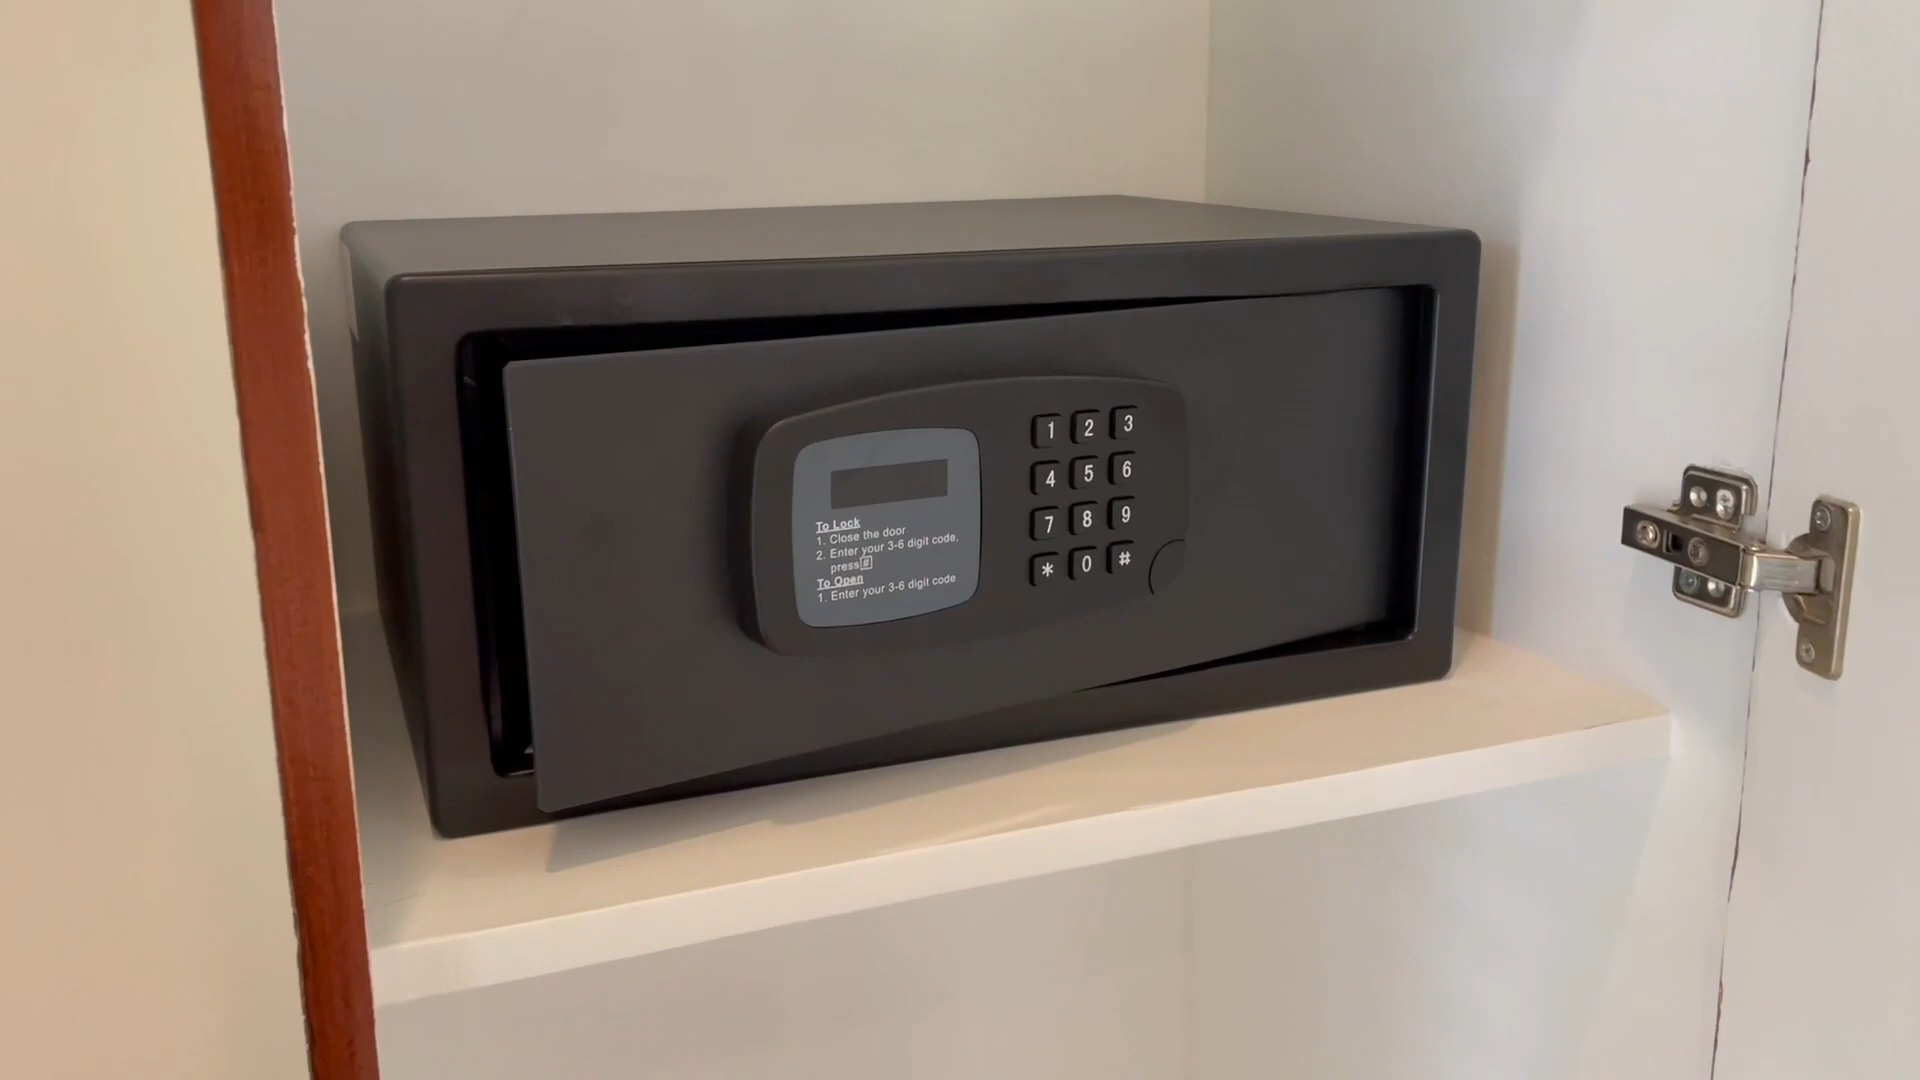 To Lock
1. Close the door
2. Enter your 3-6 digit code.
press #
To Open
1. Enter your 3-6 digit code
1 2 3
4 5 6
7 8 9
* 0 #